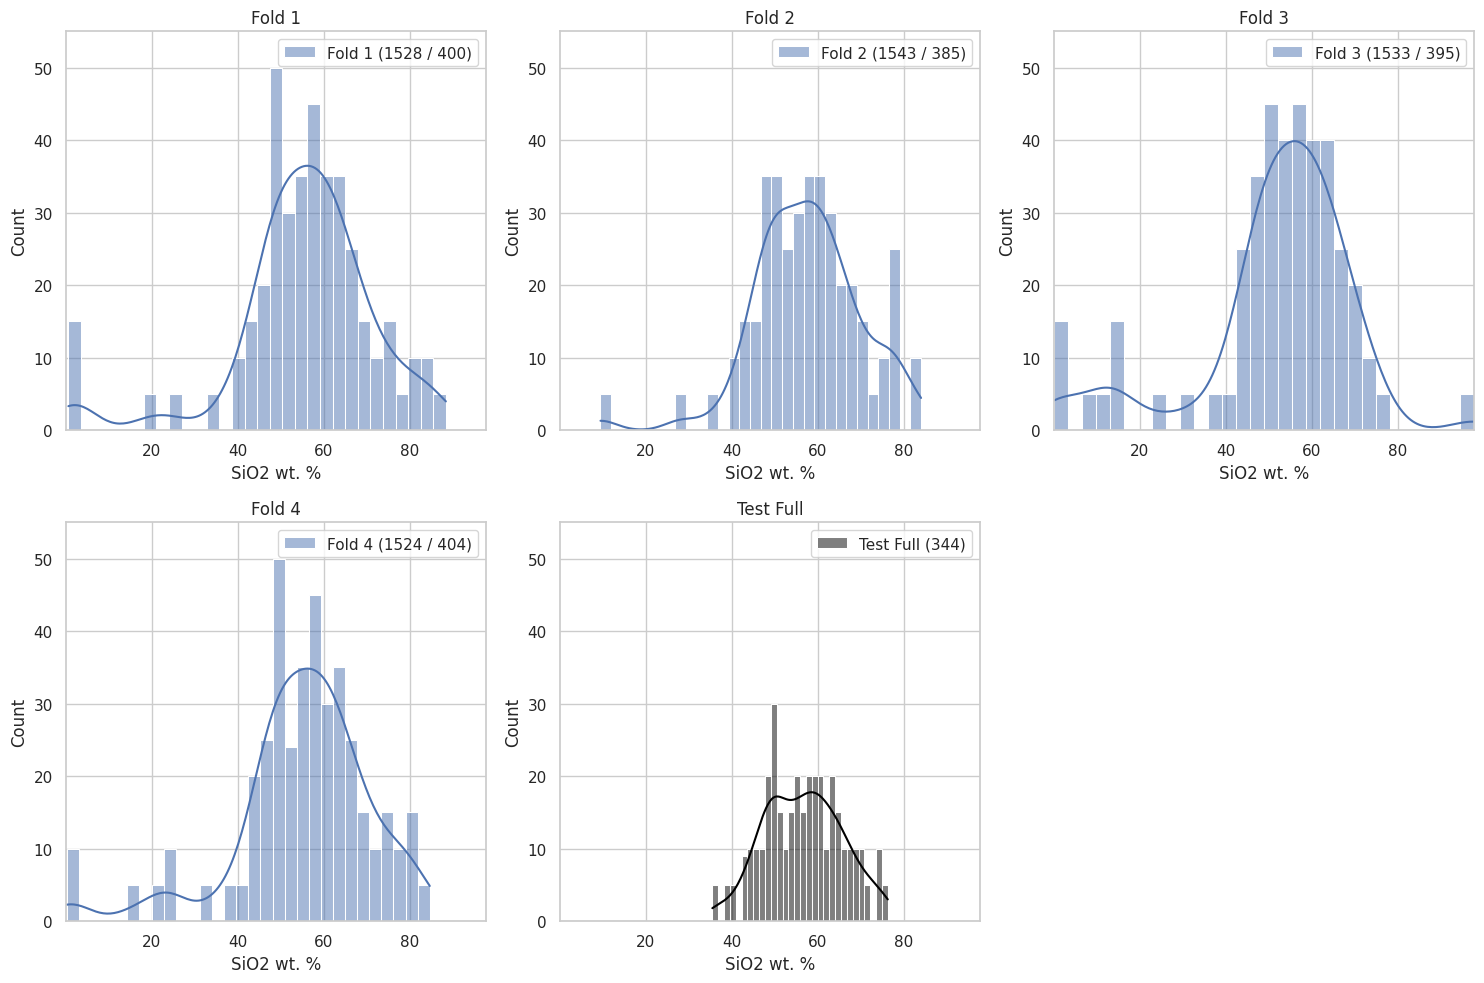 Fold 1
Fold 1 (1528 / 400)
50
40
30
20
10
0
Count
20 40 60 80
SiO2 wt. %
Fold 2
Fold 2 (1543 / 385)
50
40
30
20
10
0
Count
20 40 60 80
SiO2 wt. %
Fold 3
Fold 3 (1533 / 395)
50
40
30
20
10
0
Count
20 40 60 80
SiO2 wt. %
Fold 4
Fold 4 (1524 / 404)
50
40
30
20
10
0
Count
20 40 60 80
SiO2 wt. %
Test Full
Test Full (344)
50
40
30
20
10
0
Count
20 40 60 80
SiO2 wt. %